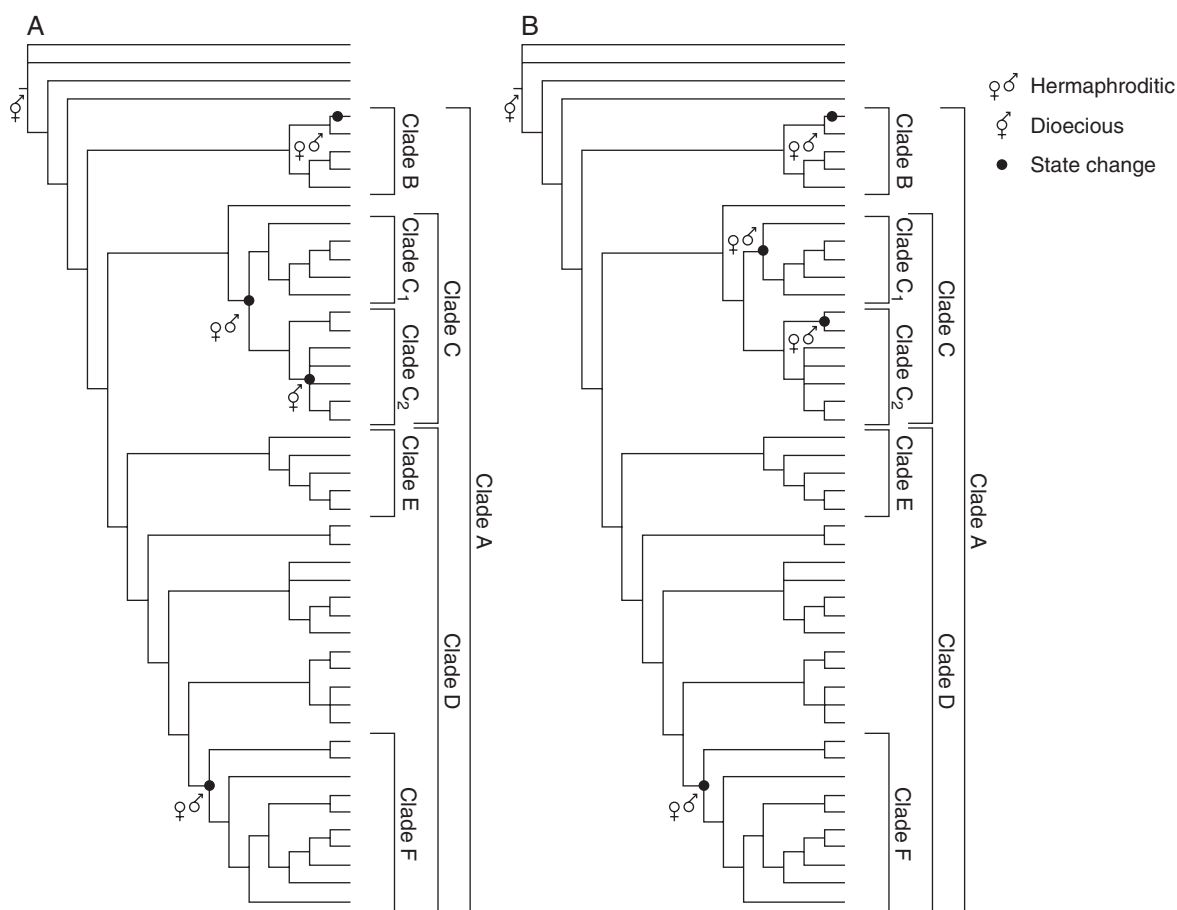 A
B
⚥ Hermaphroditic
⚥ Dioecious
● State change
Clade B
Clade C1
Clade C
Clade C2
Clade E
Clade A
Clade D
Clade F
Clade B
Clade C1
Clade C
Clade C2
Clade E
Clade A
Clade D
Clade F